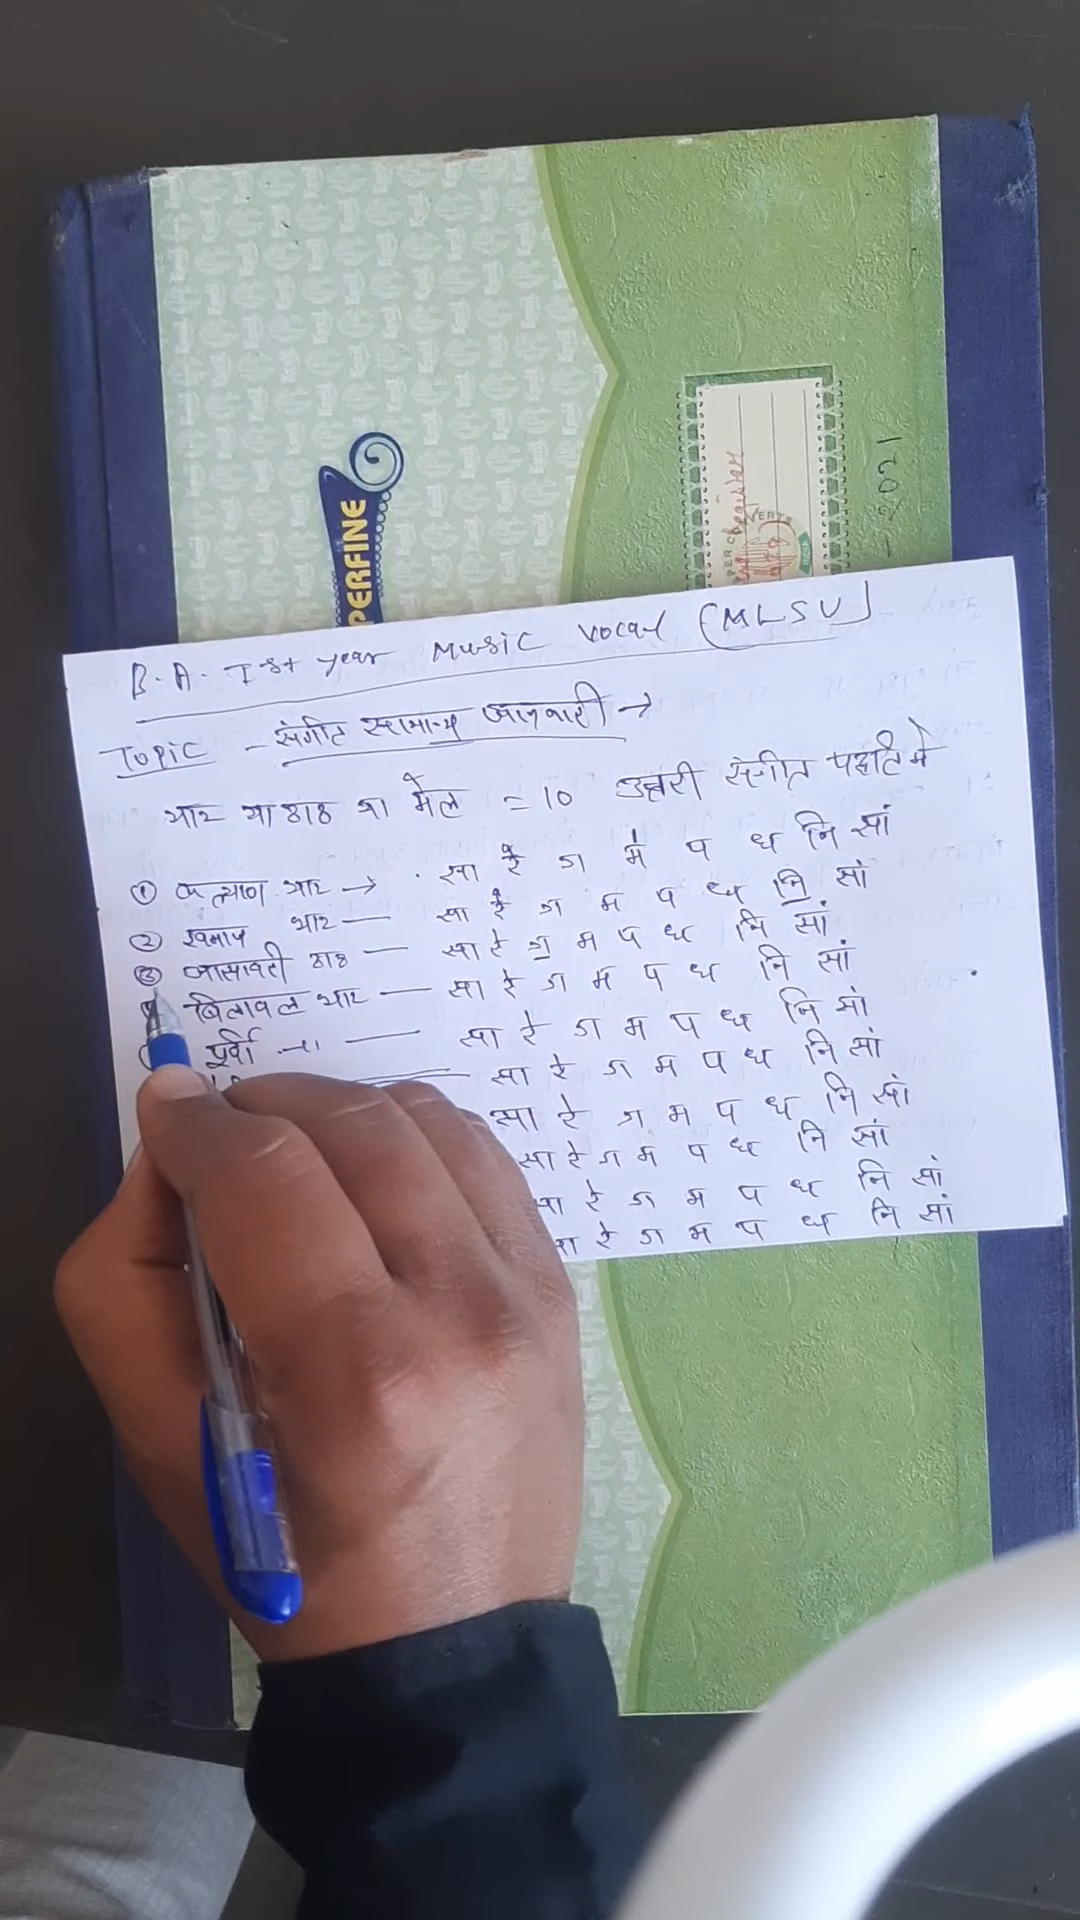 PERFINE
1202
B. A. Ist year Music vocal (MLSU)
Topic - संगीत सामान्य जानकारी →
थाट या ठाठ या मेल = 10 उत्तरी संगीत पद्धति में
① कल्याण थाट → सा रे ग मं प ध नि सां
② खमाज थाट — सा रे ग म प ध नि सां
③ आसावरी ठाठ — सा रे ग म प ध नि सां
बिलावल थाट — सा रे ग म प ध नि सां
पूर्वी -"- — सा रे ग म प ध नि सां
सा रे ग म प ध नि सां
सा रे ग म प ध नि सां
सा रे ग म प ध नि सां
सा रे ग म प ध नि सां
सा रे ग म प ध नि सां